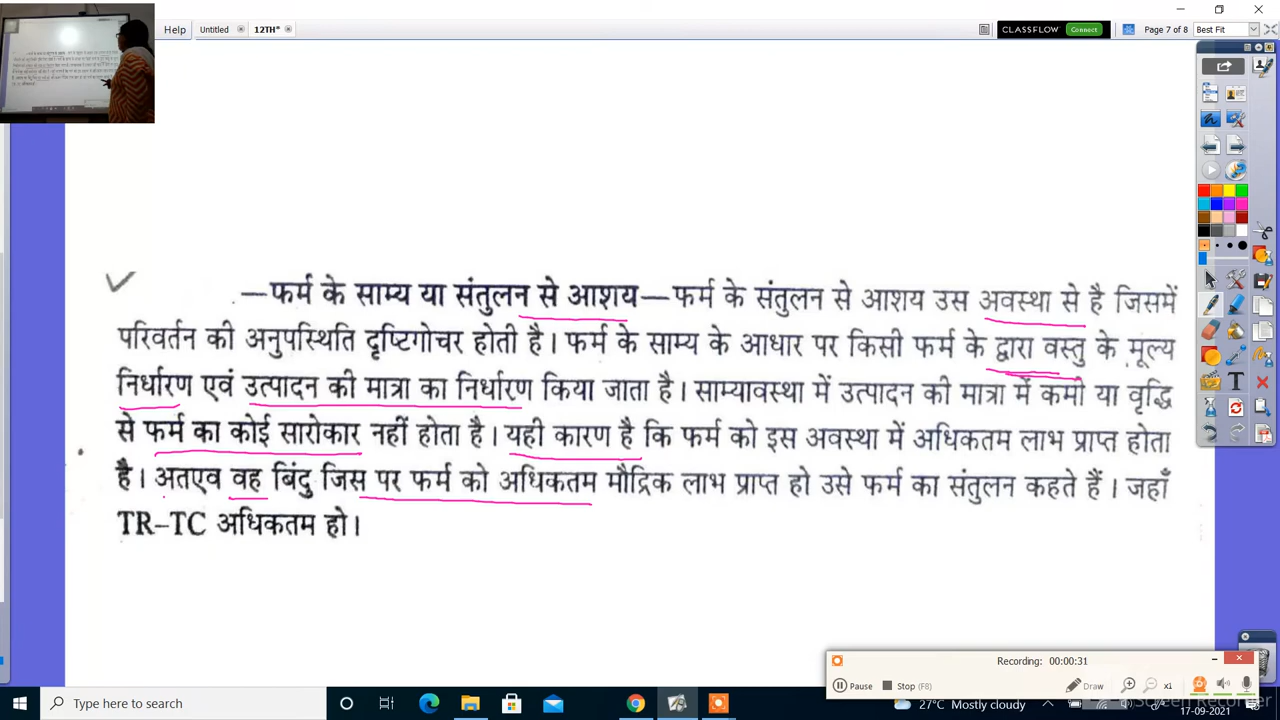 Help
Untitled
12TH*
CLASSFLOW
Connect
Page 7 of 8
Best Fit
—फर्म के साम्य या संतुलन से आशय—फर्म के संतुलन से आशय उस अवस्था से है जिसमें
परिवर्तन की अनुपस्थिति दृष्टिगोचर होती है। फर्म के साम्य के आधार पर किसी फर्म के द्वारा वस्तु के मूल्य
निर्धारण एवं उत्पादन की मात्रा का निर्धारण किया जाता है। साम्यावस्था में उत्पादन की मात्रा में कमी या वृद्धि
से फर्म का कोई सारोकार नहीं होता है। यही कारण है कि फर्म को इस अवस्था में अधिकतम लाभ प्राप्त होता
है। अतएव वह बिंदु जिस पर फर्म को अधिकतम मौद्रिक लाभ प्राप्त हो उसे फर्म का संतुलन कहते हैं। जहाँ
TR–TC अधिकतम हो।
Recording: 00:00:31
Pause
Stop (F8)
Draw
x1
Type here to search
27°C Mostly cloudy
17-09-2021